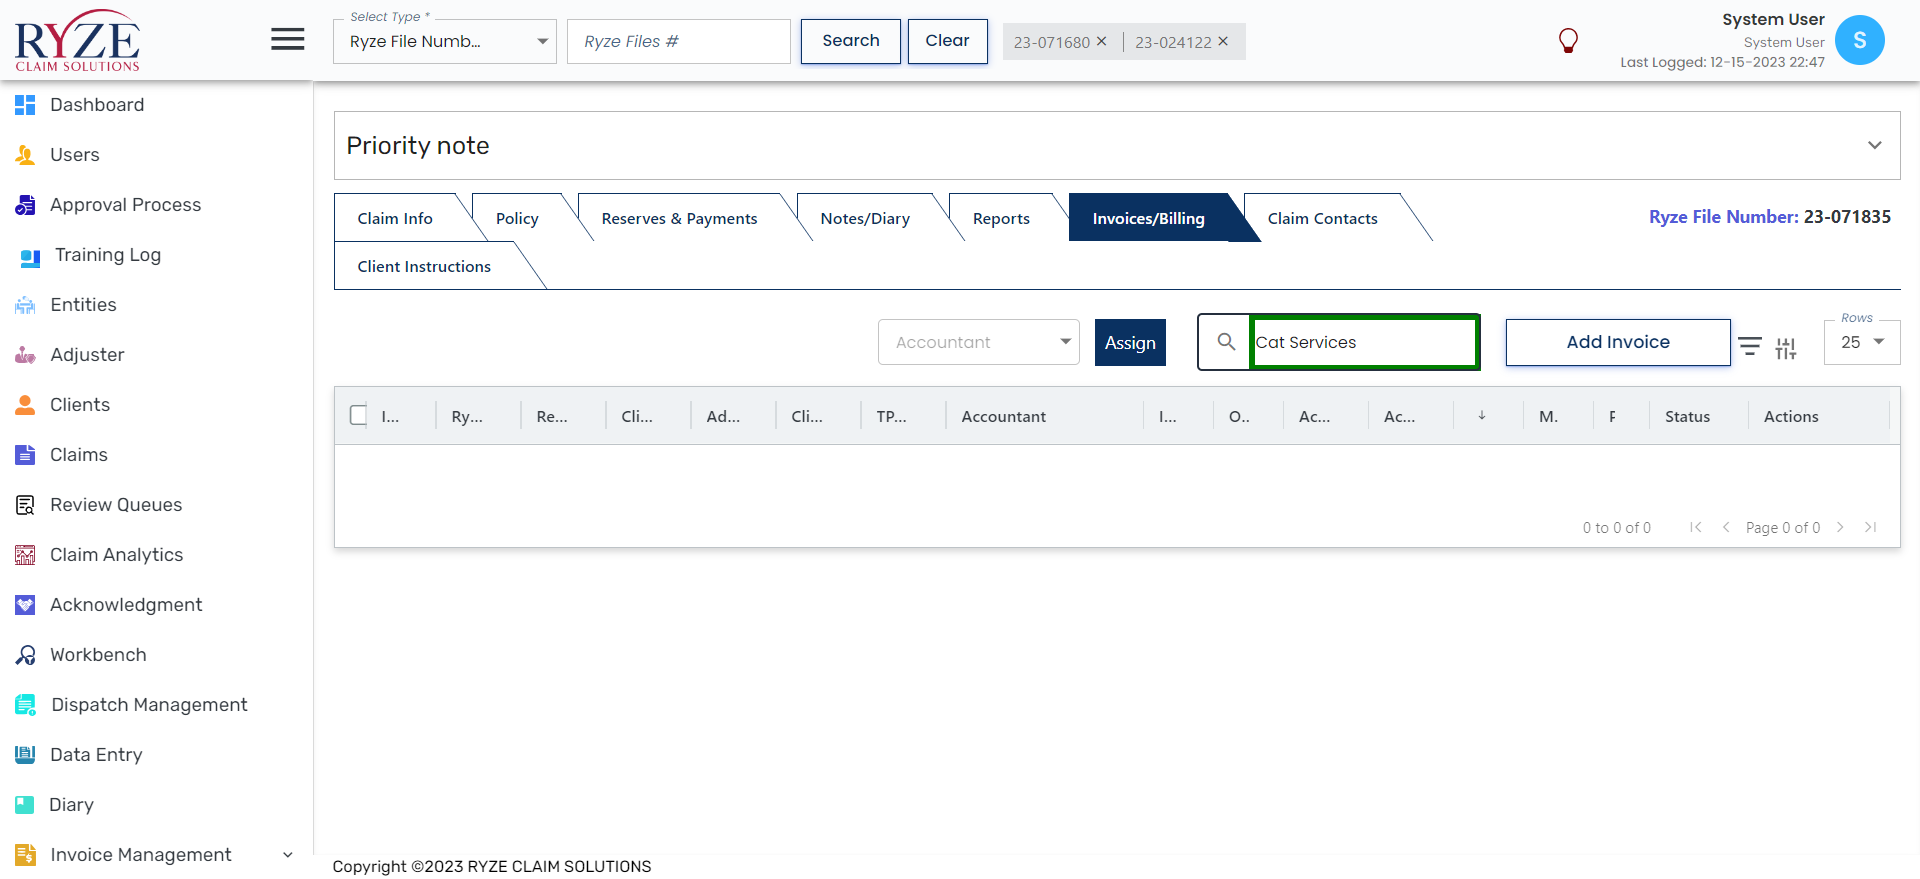 RYZE
CLAIM SOLUTIONS
Select Type *
Ryze File Numb...
Ryze Files #
Search
Clear
23-071680 ×
23-024122 ×
System User
System User
Last Logged: 12-15-2023 22:47
S
Dashboard
Users
Approval Process
Training Log
Entities
Adjuster
Clients
Claims
Review Queues
Claim Analytics
Acknowledgment
Workbench
Dispatch Management
Data Entry
Diary
Invoice Management
Priority note
Claim Info
Policy
Reserves & Payments
Notes/Diary
Reports
Invoices/Billing
Claim Contacts
Ryze File Number: 23-071835
Client Instructions
Accountant
Assign
Cat Services
Add Invoice
Rows
25
I...
Ry...
Re...
Cli...
Ad...
Cli...
TP...
Accountant
I...
O..
Ac...
Ac...
M.
Status
Actions
0 to 0 of 0
Page 0 of 0
Copyright ©2023 RYZE CLAIM SOLUTIONS